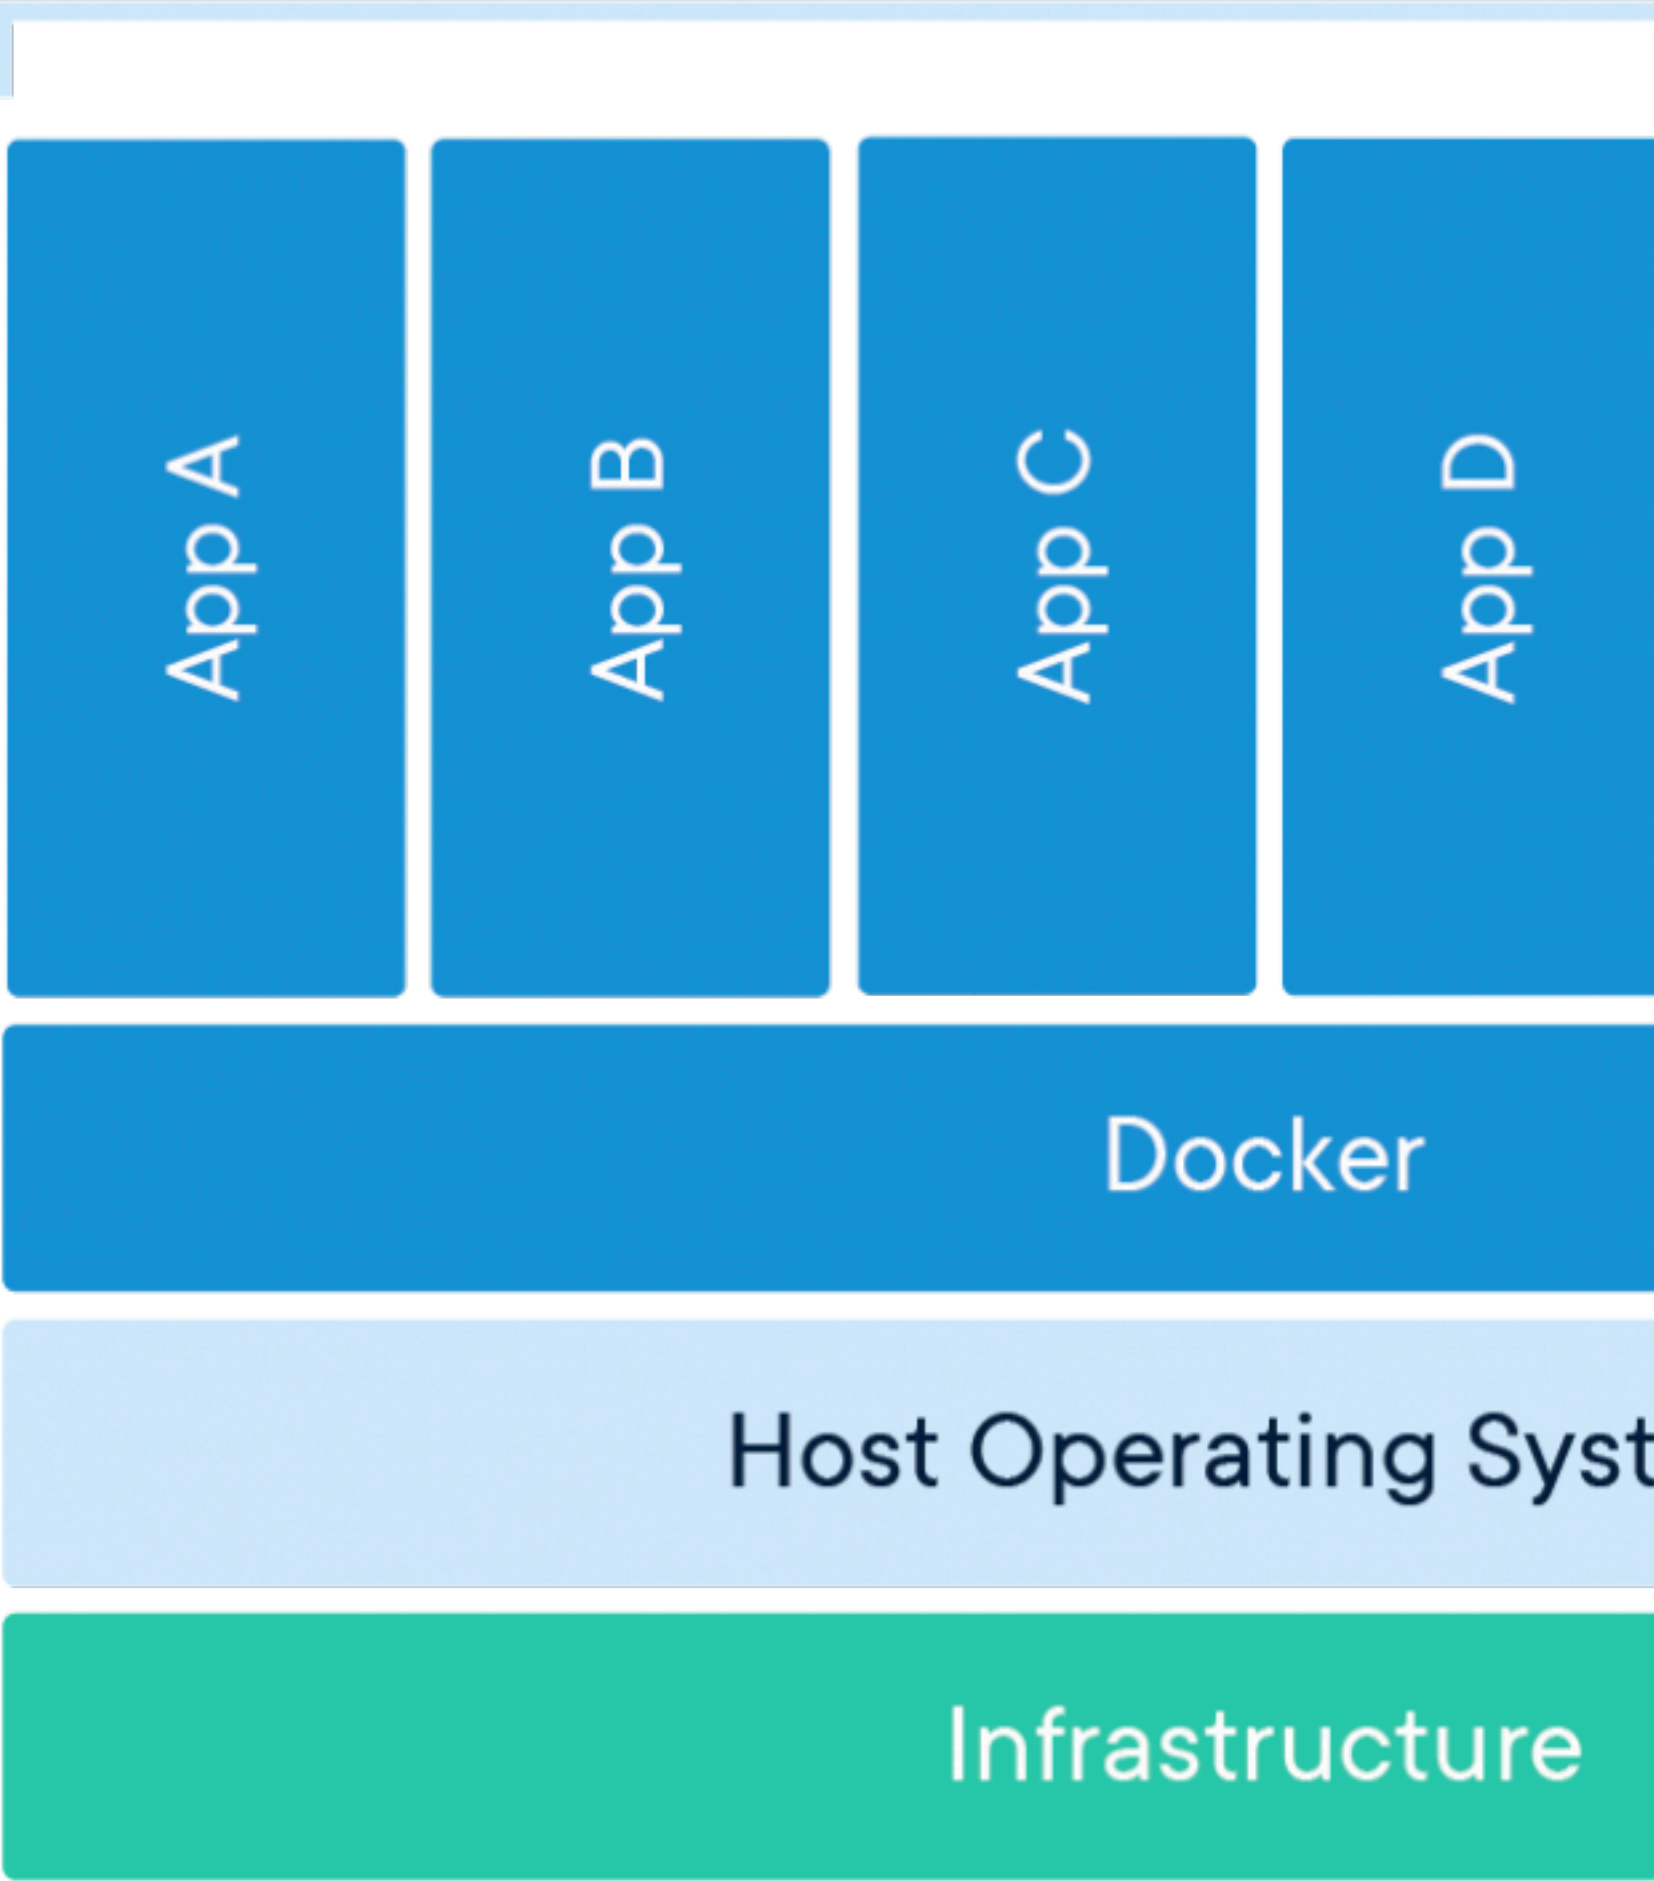 App A
App B
App C
App D
Docker
Host Operating Syst
Infrastructure